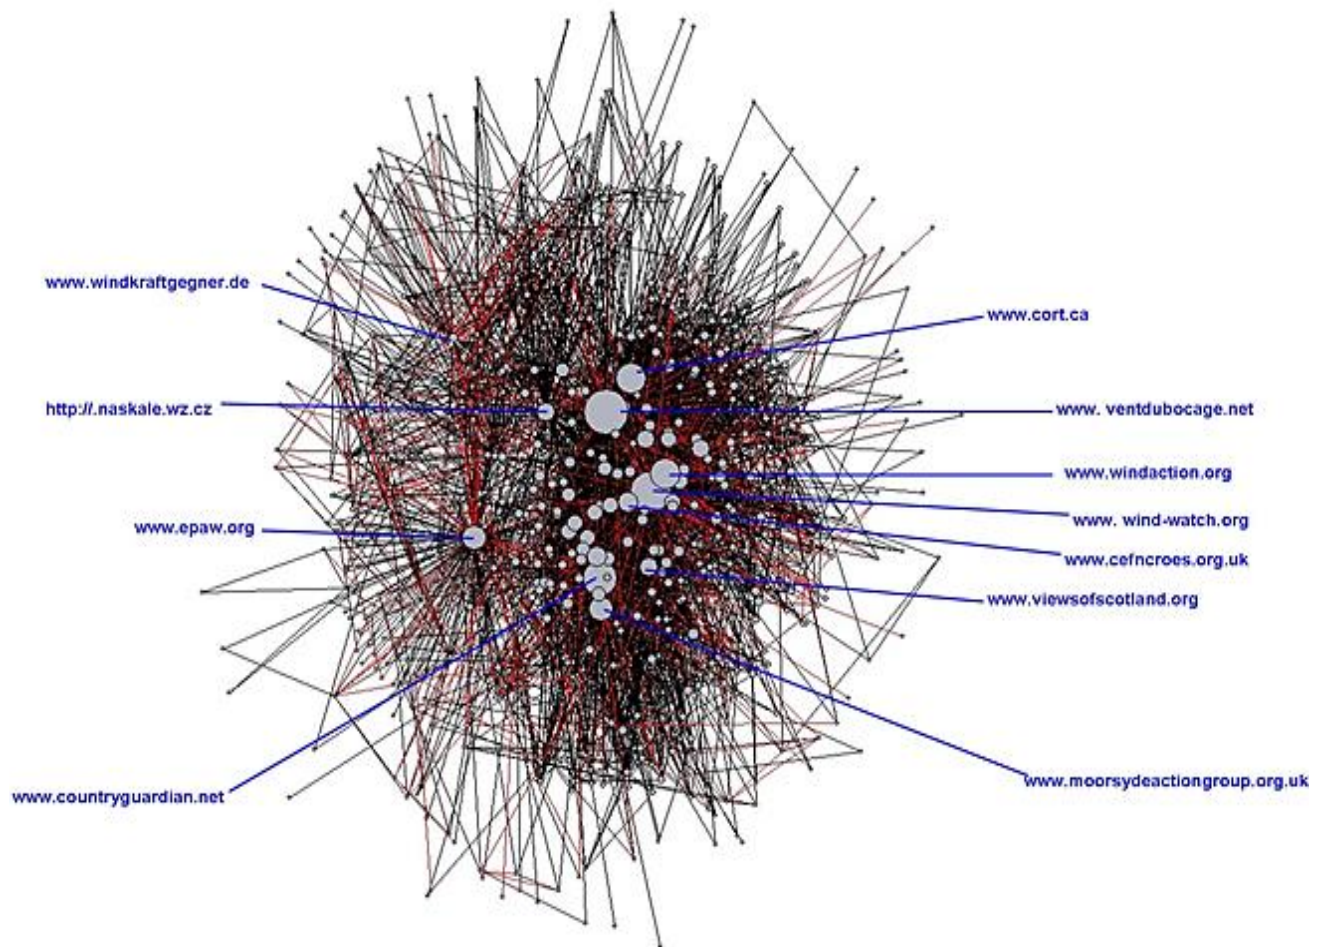 www.windkraftgegner.de
www.cort.ca
http://.naskale.wz.cz
www. ventdubocage.net
www.windaction.org
www. wind-watch.org
www.epaw.org
www.cefncroes.org.uk
www.viewsofscotland.org
www.countryguardian.net
www.moorsydeactiongroup.org.uk